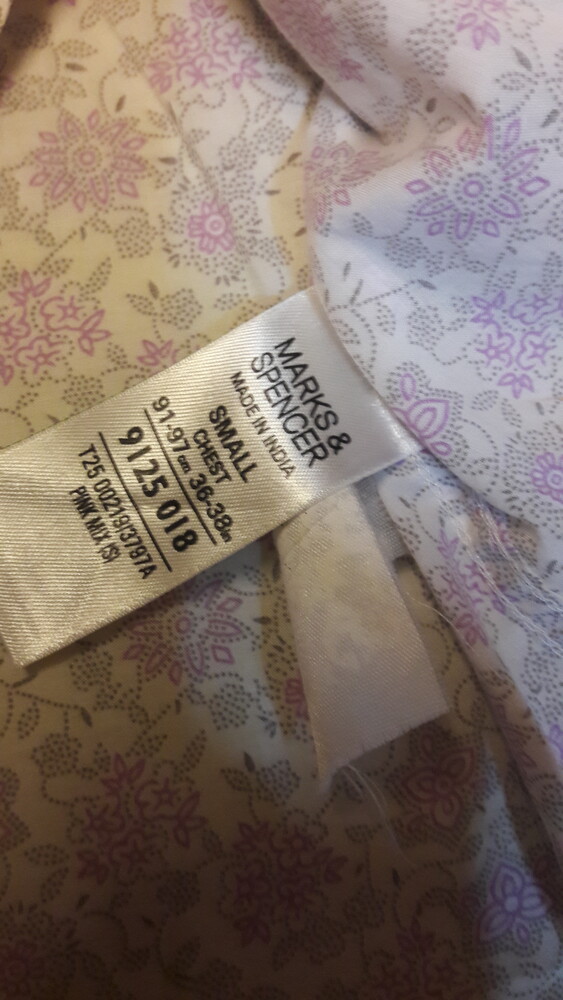 MARKS &
SPENCER
MADE IN INDIA
SMALL
CHEST
91-97cm 36-38in
9125 018
T25 0021913797A
PINK MIX (S)